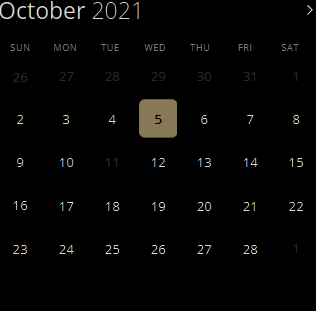 October 2021
SUN MON TUE WED THU FRI SAT
26 27 28 29 30 31 1
2 3 4 5 6 7 8
9 10 11 12 13 14 15
16 17 18 19 20 21 22
23 24 25 26 27 28 1